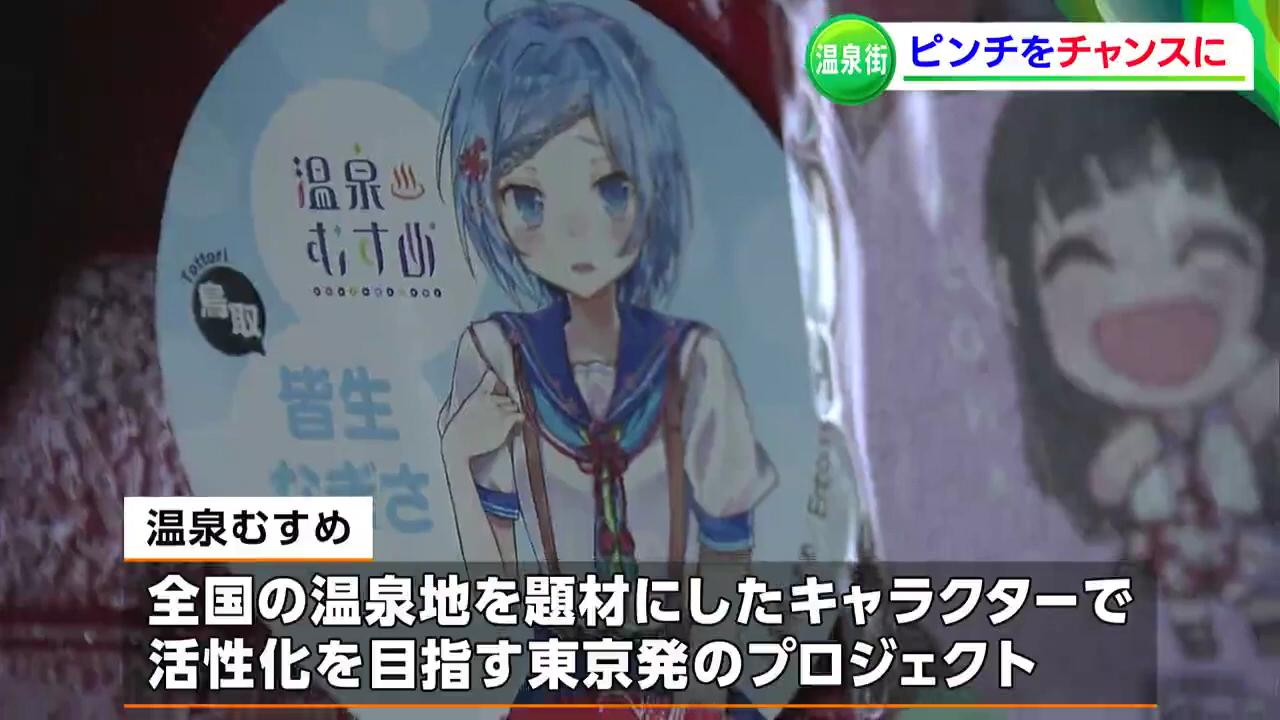 温泉街
ピンチをチャンスに
温泉
むすめ
Tottori
鳥取
皆生
なぎさ
温泉むすめ
全国の温泉地を題材にしたキャラクターで
活性化を目指す東京発のプロジェクト